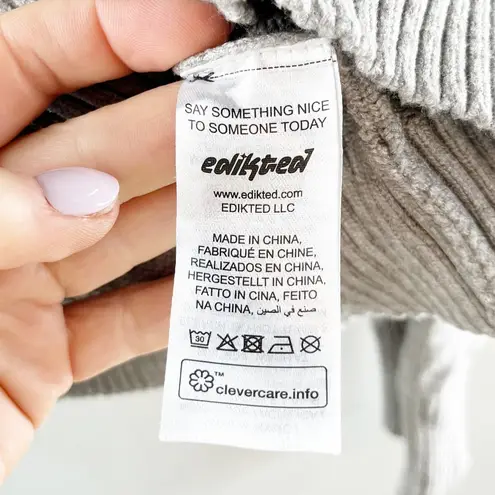 SAY SOMETHING NICE
TO SOMEONE TODAY
edikted
www.edikted.com
EDIKTED LLC
MADE IN CHINA,
FABRIQUÉ EN CHINE,
REALIZADOS EN CHINA,
HERGESTELLT IN CHINA,
FATTO IN CINA, FEITO
NA CHINA, صنع في الصين
30
™
clevercare.info